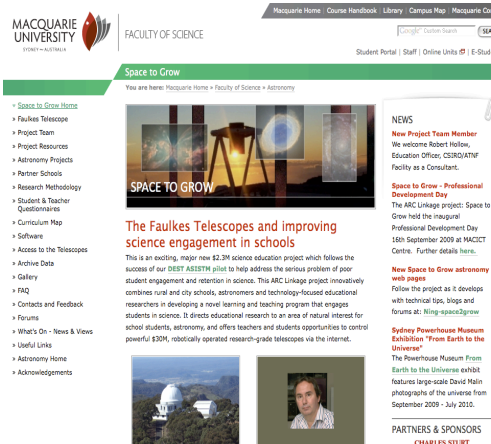 Macquarie Home | Course Handbook | Library | Campus Map | Macquarie Co
MACQUARIE
UNIVERSITY
SYDNEY ~ AUSTRALIA
FACULTY OF SCIENCE
Google™ Custom Search
SEA
Student Portal | Staff | Online Units | E-Stud
Space to Grow
You are here: Macquarie Home » Faculty of Science » Astronomy
» Space to Grow Home
» Faulkes Telescope
» Project Team
» Project Resources
» Astronomy Projects
» Partner Schools
» Research Methodology
» Student & Teacher
Questionnaires
» Curriculum Map
» Software
» Access to the Telescopes
» Archive Data
» Gallery
» FAQ
» Contacts and Feedback
» Forums
» What's On - News & Views
» Useful Links
» Astronomy Home
» Acknowledgements
SPACE TO GROW
The Faulkes Telescopes and improving
science engagement in schools
This is an exciting, major new $2.3M science education project which follows the
success of our DEST ASISTM pilot to help address the serious problem of poor
student engagement and retention in science. This ARC Linkage project innovatively
combines rural and city schools, astronomers and technology-focused educational
researchers in developing a novel learning and teaching program that engages
students in science. It directs educational research to an area of natural interest for
school students, astronomy, and offers teachers and students opportunities to control
powerful $30M, robotically operated research-grade telescopes via the internet.
NEWS
New Project Team Member
We welcome Robert Hollow,
Education Officer, CSIRO/ATNF
Facility as a Consultant.
Space to Grow - Professional
Development Day
The ARC Linkage project: Space to
Grow held the inaugural
Professional Development Day
16th September 2009 at MACICT
Centre. Further details here.
New Space to Grow astronomy
web pages
Follow the project as it develops
with technical tips, blogs and
forums at: Ning-space2grow
Sydney Powerhouse Museum
Exhibition "From Earth to the
Universe"
The Powerhouse Museum From
Earth to the Universe exhibit
features large-scale David Malin
photographs of the universe from
September 2009 - July 2010.
PARTNERS & SPONSORS
CHARLES STURT